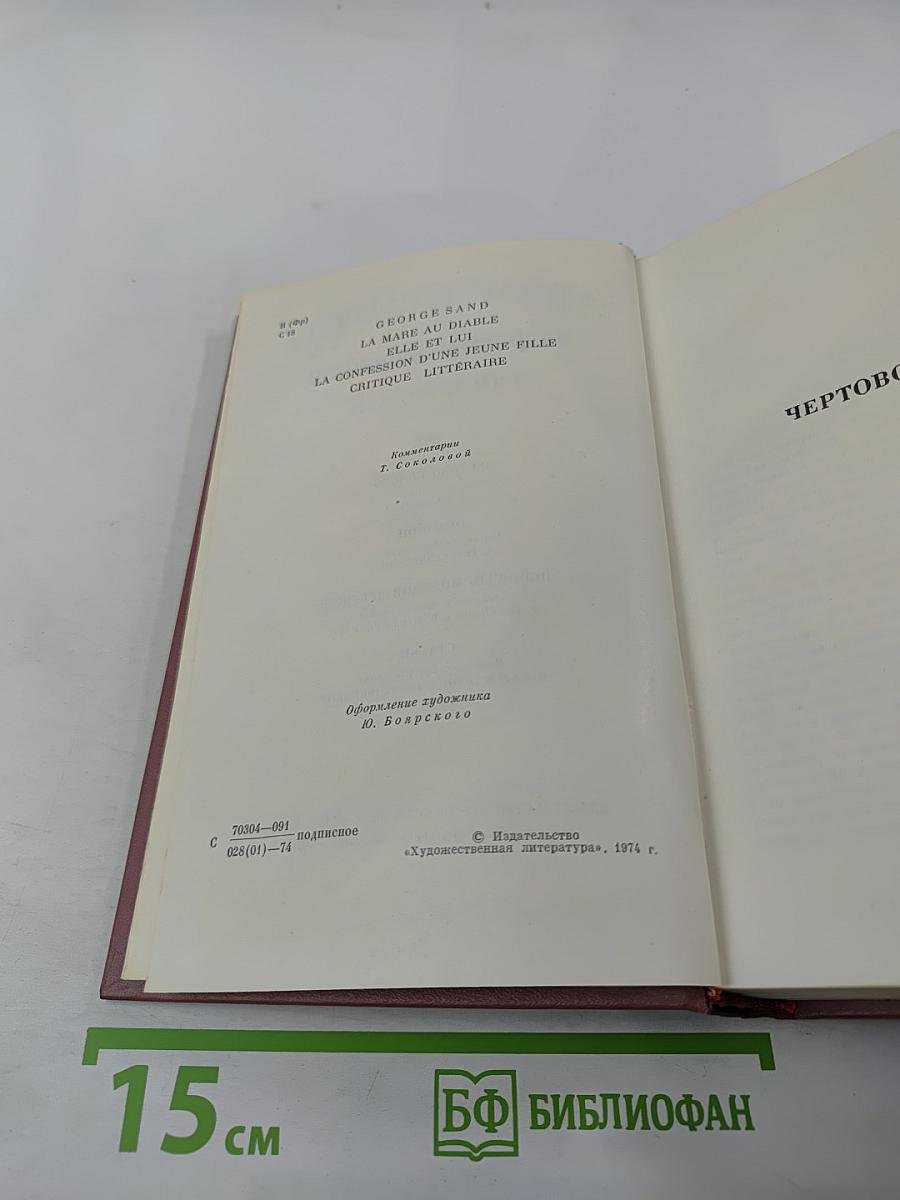 И (Фр)
С 18
GEORGE SAND
LA MARE AU DIABLE
ELLE ET LUI
LA CONFESSION D'UNE JEUNE FILLE
CRITIQUE LITTÉRAIRE
Комментарии
Т. Соколовой
Оформление художника
Ю. Боярского
С 70304—091 подписное
028(01)—74
© Издательство
«Художественная литература», 1974 г.
ЧЕРТОВО
15 см
БФ БИБЛИОФАН